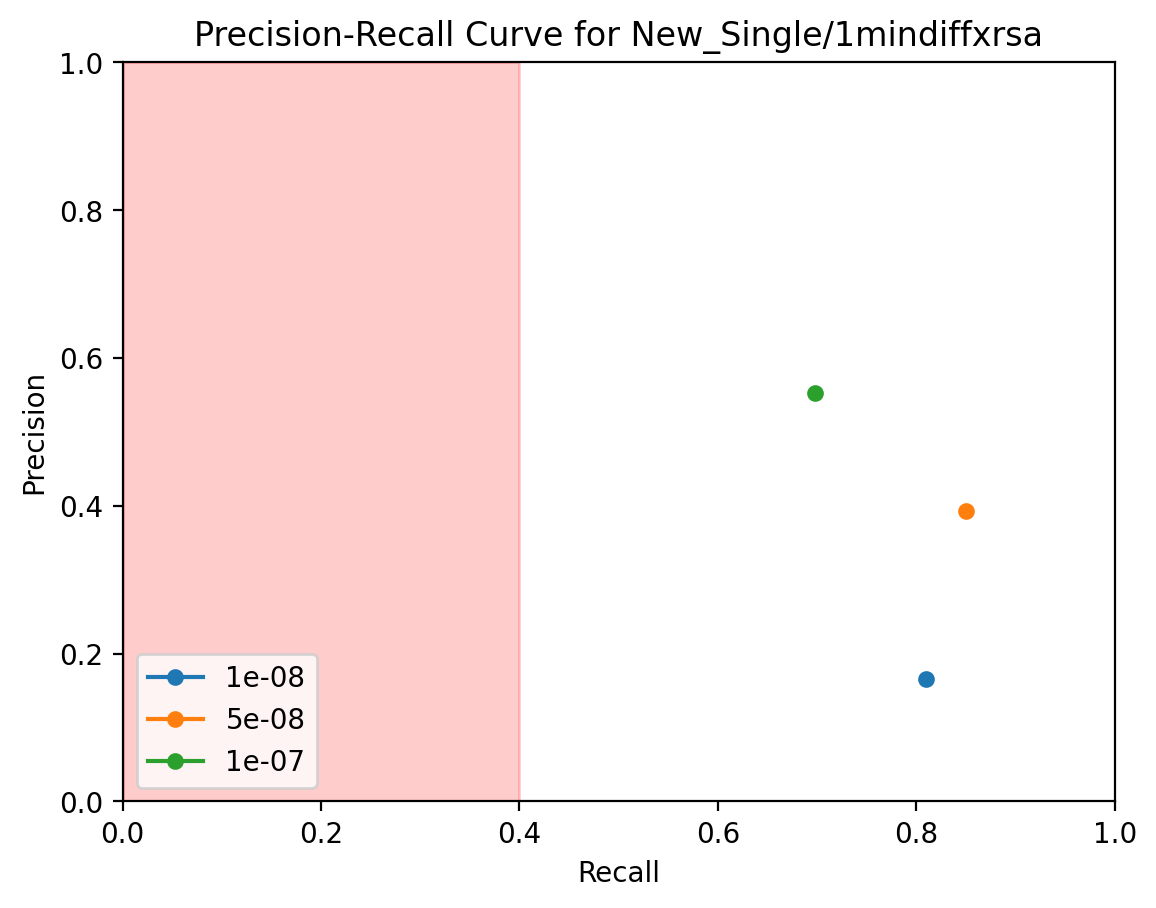 Precision-Recall Curve for New_Single/1mindiffxrsa
1.0
0.8
0.6
0.4
0.2
0.0
Precision
1e-08
5e-08
1e-07
0.0 0.2 0.4 0.6 0.8 1.0
Recall